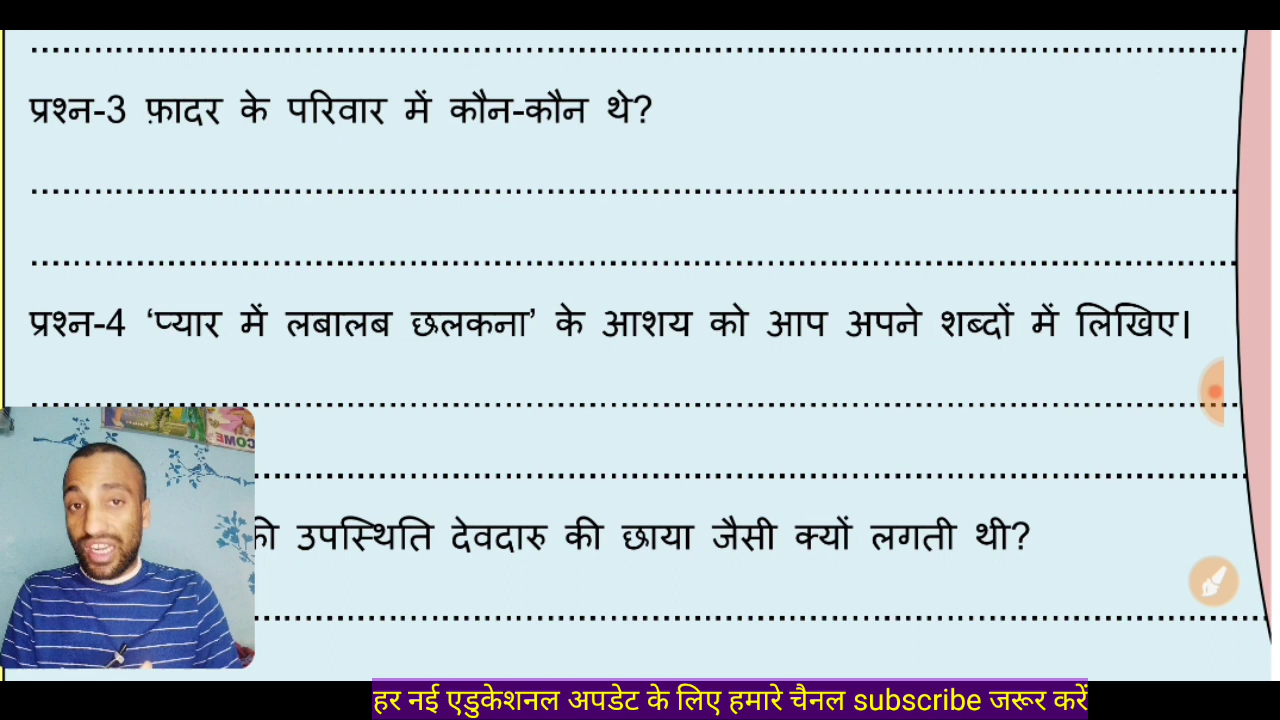 प्रश्न-3 फ़ादर के परिवार में कौन-कौन थे?
प्रश्न-4 ‘प्यार में लबालब छलकना’ के आशय को आप अपने शब्दों में लिखिए।
की उपस्थिति देवदारु की छाया जैसी क्यों लगती थी?
हर नई एडुकेशनल अपडेट के लिए हमारे चैनल subscribe जरूर करें